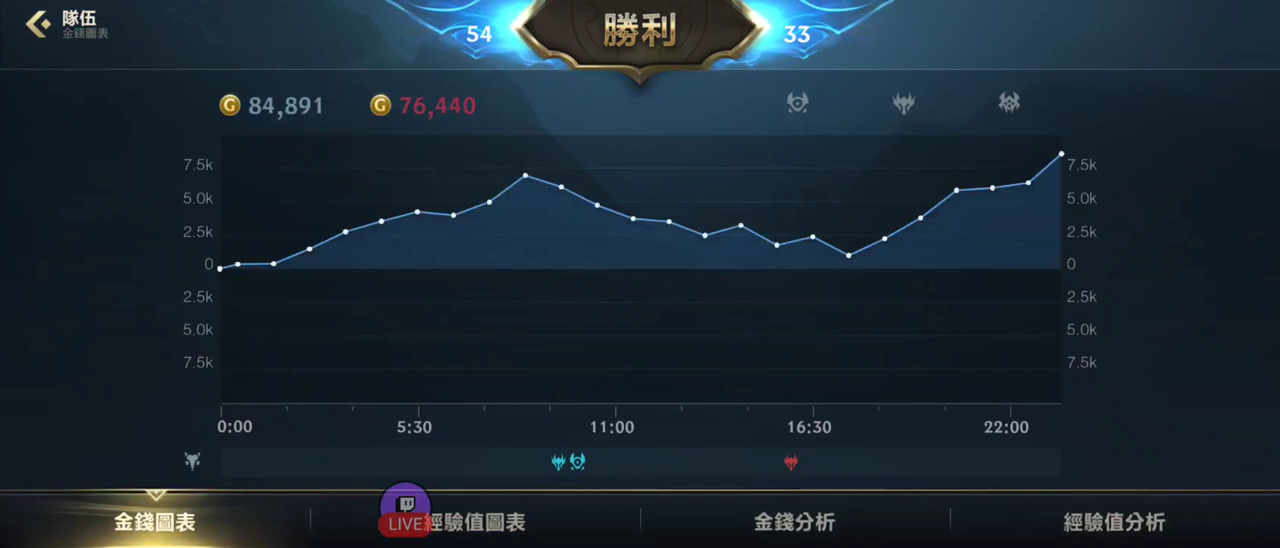 隊伍
金錢圖表
54
勝利
33
G 84,891
G 76,440
7.5k
7.5k
5.0k
5.0k
2.5k
2.5k
0
0
2.5k
2.5k
5.0k
5.0k
7.5k
7.5k
0:00
5:30
11:00
16:30
22:00
金錢圖表
LIVE
經驗值圖表
金錢分析
經驗值分析